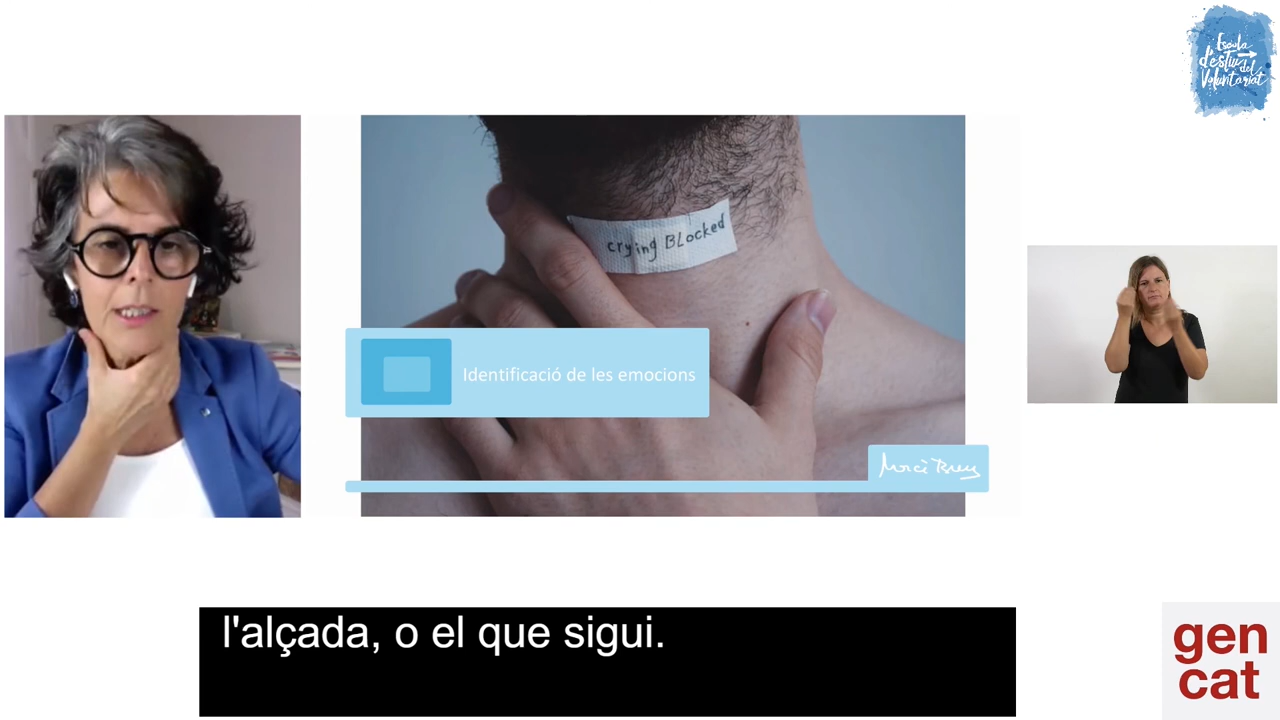 Escola
d'estiu del
Voluntariat
crying BLocked
Identificació de les emocions
l'alçada, o el que sigui.
gen
cat